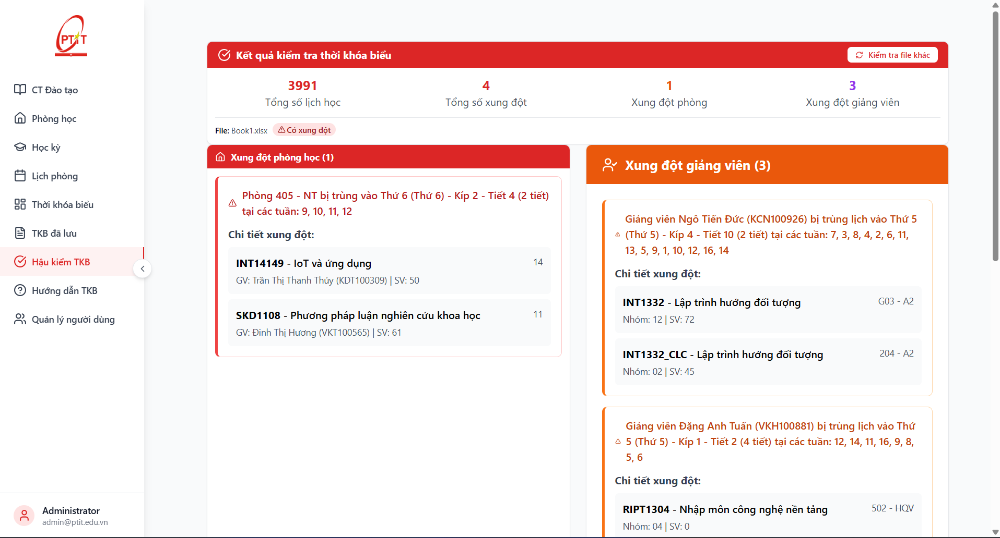 PTIT
CT Đào tạo
Phòng học
Học kỳ
Lịch phòng
Thời khóa biểu
TKB đã lưu
Hậu kiểm TKB
Hướng dẫn TKB
Quản lý người dùng
Administrator
admin@ptit.edu.vn
Kết quả kiểm tra thời khóa biểu
Kiểm tra file khác
3991
Tổng số lịch học
4
Tổng số xung đột
1
Xung đột phòng
3
Xung đột giảng viên
File: Book1.xlsx
Có xung đột
Xung đột phòng học (1)
Phòng 405 - NT bị trùng vào Thứ 6 (Thứ 6) - Kíp 2 - Tiết 4 (2 tiết)
tại các tuần: 9, 10, 11, 12
Chi tiết xung đột:
INT14149 - IoT và ứng dụng
14
GV: Trần Thị Thanh Thủy (KDT100309) | SV: 50
SKD1108 - Phương pháp luận nghiên cứu khoa học
11
GV: Đinh Thị Hương (VKT100565) | SV: 61
Xung đột giảng viên (3)
Giảng viên Ngô Tiến Đức (KCN100926) bị trùng lịch vào Thứ 5
(Thứ 5) - Kíp 4 - Tiết 10 (2 tiết) tại các tuần: 7, 3, 8, 4, 2, 6, 11,
13, 5, 9, 1, 10, 12, 16, 14
Chi tiết xung đột:
INT1332 - Lập trình hướng đối tượng
G03 - A2
Nhóm: 12 | SV: 72
INT1332_CLC - Lập trình hướng đối tượng
204 - A2
Nhóm: 02 | SV: 45
Giảng viên Đặng Anh Tuấn (VKH100881) bị trùng lịch vào Thứ
5 (Thứ 5) - Kíp 1 - Tiết 2 (4 tiết) tại các tuần: 12, 14, 11, 16, 9, 8,
5, 6
Chi tiết xung đột:
RIPT1304 - Nhập môn công nghệ nền tảng
502 - HQV
Nhóm: 04 | SV: 0